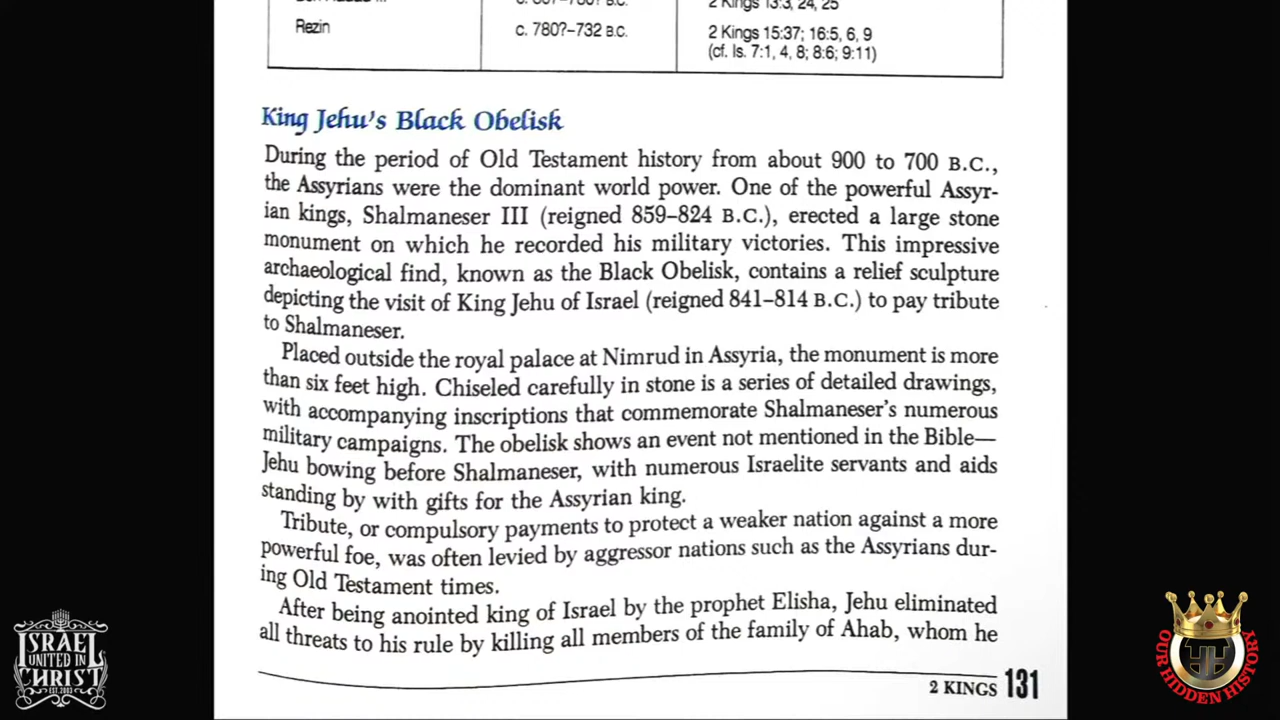 2 Kings 13:3, 24, 25
Rezin c. 780?–732 B.C. 2 Kings 15:37; 16:5, 6, 9
(cf. Is. 7:1, 4, 8; 8:6; 9:11)
King Jehu's Black Obelisk
During the period of Old Testament history from about 900 to 700 B.C.,
the Assyrians were the dominant world power. One of the powerful Assyr-
ian kings, Shalmaneser III (reigned 859–824 B.C.), erected a large stone
monument on which he recorded his military victories. This impressive
archaeological find, known as the Black Obelisk, contains a relief sculpture
depicting the visit of King Jehu of Israel (reigned 841–814 B.C.) to pay tribute
to Shalmaneser.
Placed outside the royal palace at Nimrud in Assyria, the monument is more
than six feet high. Chiseled carefully in stone is a series of detailed drawings,
with accompanying inscriptions that commemorate Shalmaneser's numerous
military campaigns. The obelisk shows an event not mentioned in the Bible—
Jehu bowing before Shalmaneser, with numerous Israelite servants and aids
standing by with gifts for the Assyrian king.
Tribute, or compulsory payments to protect a weaker nation against a more
powerful foe, was often levied by aggressor nations such as the Assyrians dur-
ing Old Testament times.
After being anointed king of Israel by the prophet Elisha, Jehu eliminated
all threats to his rule by killing all members of the family of Ahab, whom he
2 KINGS 131
ISRAEL
UNITED IN
CHRIST
EST. 2003
OUR HIDDEN HISTORY